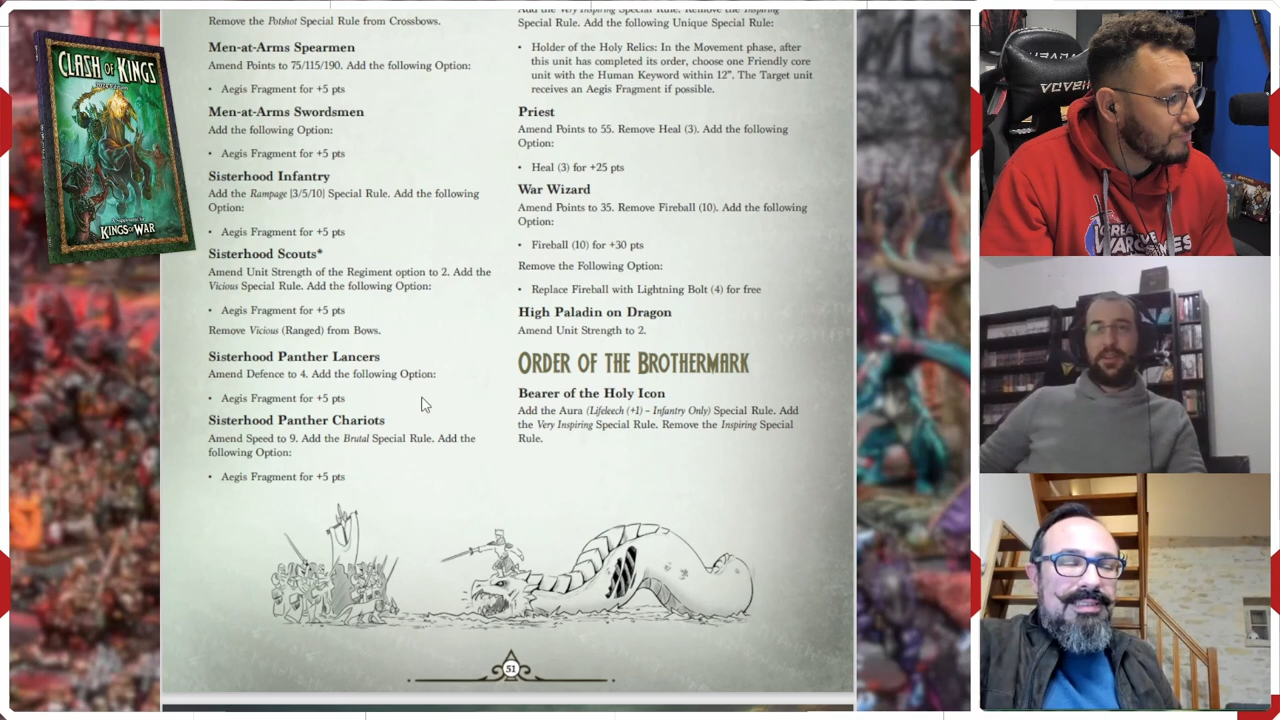 CLASH OF KINGS
A Supplement for
KINGS OF WAR
Remove the Potshot Special Rule from Crossbows.
Men-at-Arms Spearmen
Amend Points to 75/115/190. Add the following Option:
• Aegis Fragment for +5 pts
Men-at-Arms Swordsmen
Add the following Option:
• Aegis Fragment for +5 pts
Sisterhood Infantry
Add the Rampage |3/5/10| Special Rule. Add the following
Option:
• Aegis Fragment for +5 pts
Sisterhood Scouts*
Amend Unit Strength of the Regiment option to 2. Add the
Vicious Special Rule. Add the following Option:
• Aegis Fragment for +5 pts
Remove Vicious (Ranged) from Bows.
Sisterhood Panther Lancers
Amend Defence to 4. Add the following Option:
• Aegis Fragment for +5 pts
Sisterhood Panther Chariots
Amend Speed to 9. Add the Brutal Special Rule. Add the
following Option:
• Aegis Fragment for +5 pts
Add the Very Inspiring Special Rule. Remove the Inspiring
Special Rule. Add the following Unique Special Rule:
• Holder of the Holy Relics: In the Movement phase, after
this unit has completed its order, choose one Friendly core
unit with the Human Keyword within 12”. The Target unit
receives an Aegis Fragment if possible.
Priest
Amend Points to 55. Remove Heal (3). Add the following
Option:
• Heal (3) for +25 pts
War Wizard
Amend Points to 35. Remove Fireball (10). Add the following
Option:
• Fireball (10) for +30 pts
Remove the Following Option:
• Replace Fireball with Lightning Bolt (4) for free
High Paladin on Dragon
Amend Unit Strength to 2.
ORDER OF THE BROTHERMARK
Bearer of the Holy Icon
Add the Aura (Lifeleech (+1) – Infantry Only) Special Rule. Add
the Very Inspiring Special Rule. Remove the Inspiring Special
Rule.
51